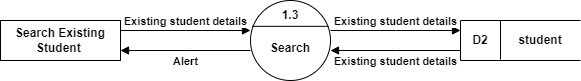 Search Existing
Student
Existing student details
Alert
1.3
Search
Existing student details
Existing student details
D2
student